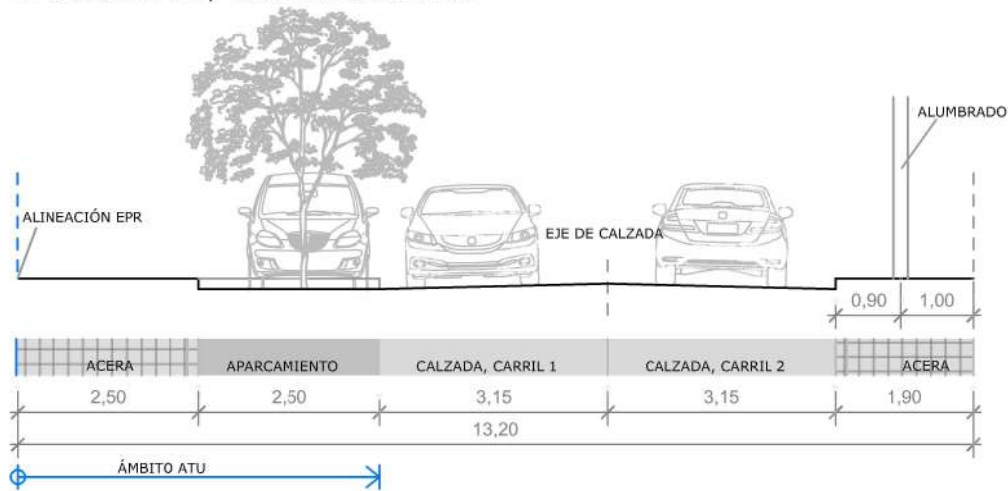 ALUMBRADO
ALINEACIÓN EPR
EJE DE CALZADA
0,90 1,00
ACERA APARCAMIENTO CALZADA, CARRIL 1 CALZADA, CARRIL 2 ACERA
2,50 2,50 3,15 3,15 1,90
13,20
ÁMBITO ATU